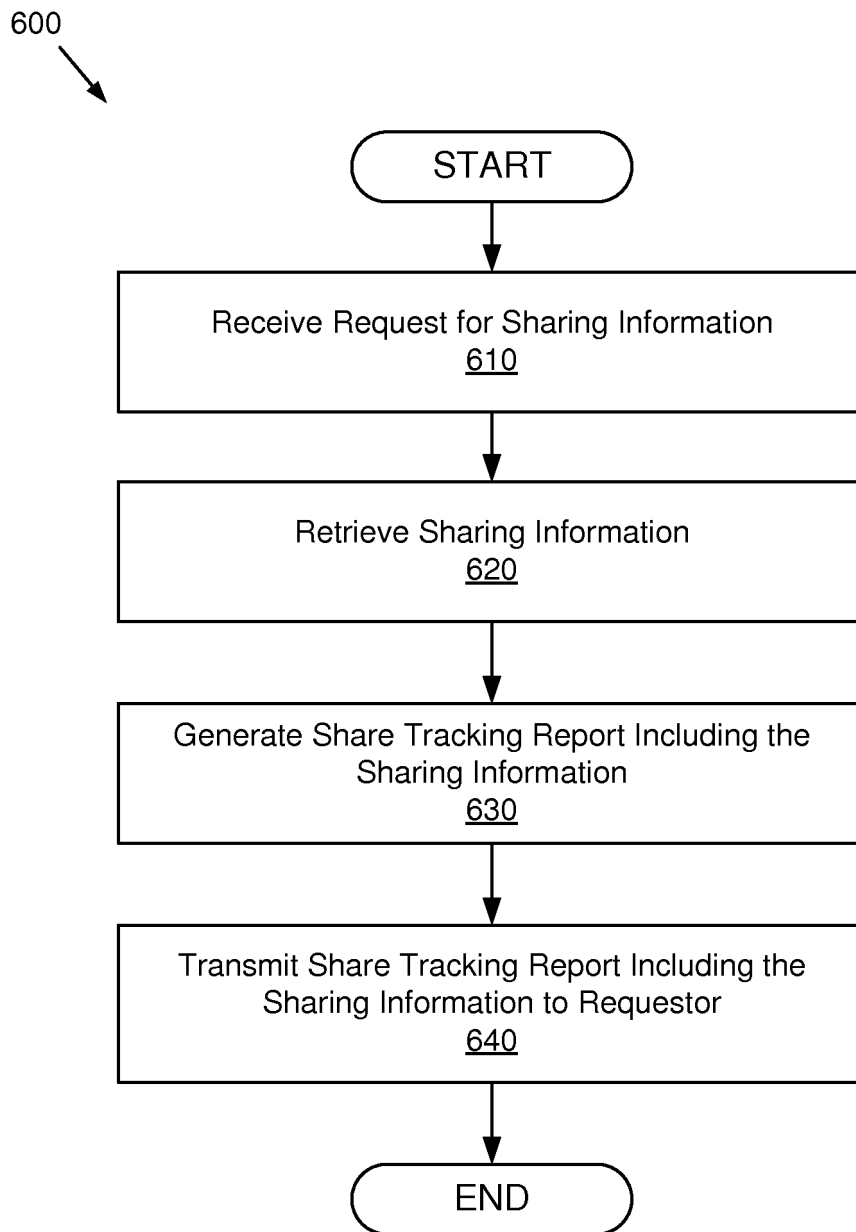 600
START
Receive Request for Sharing Information
610
Retrieve Sharing Information
620
Generate Share Tracking Report Including the
Sharing Information
630
Transmit Share Tracking Report Including the
Sharing Information to Requestor
640
END